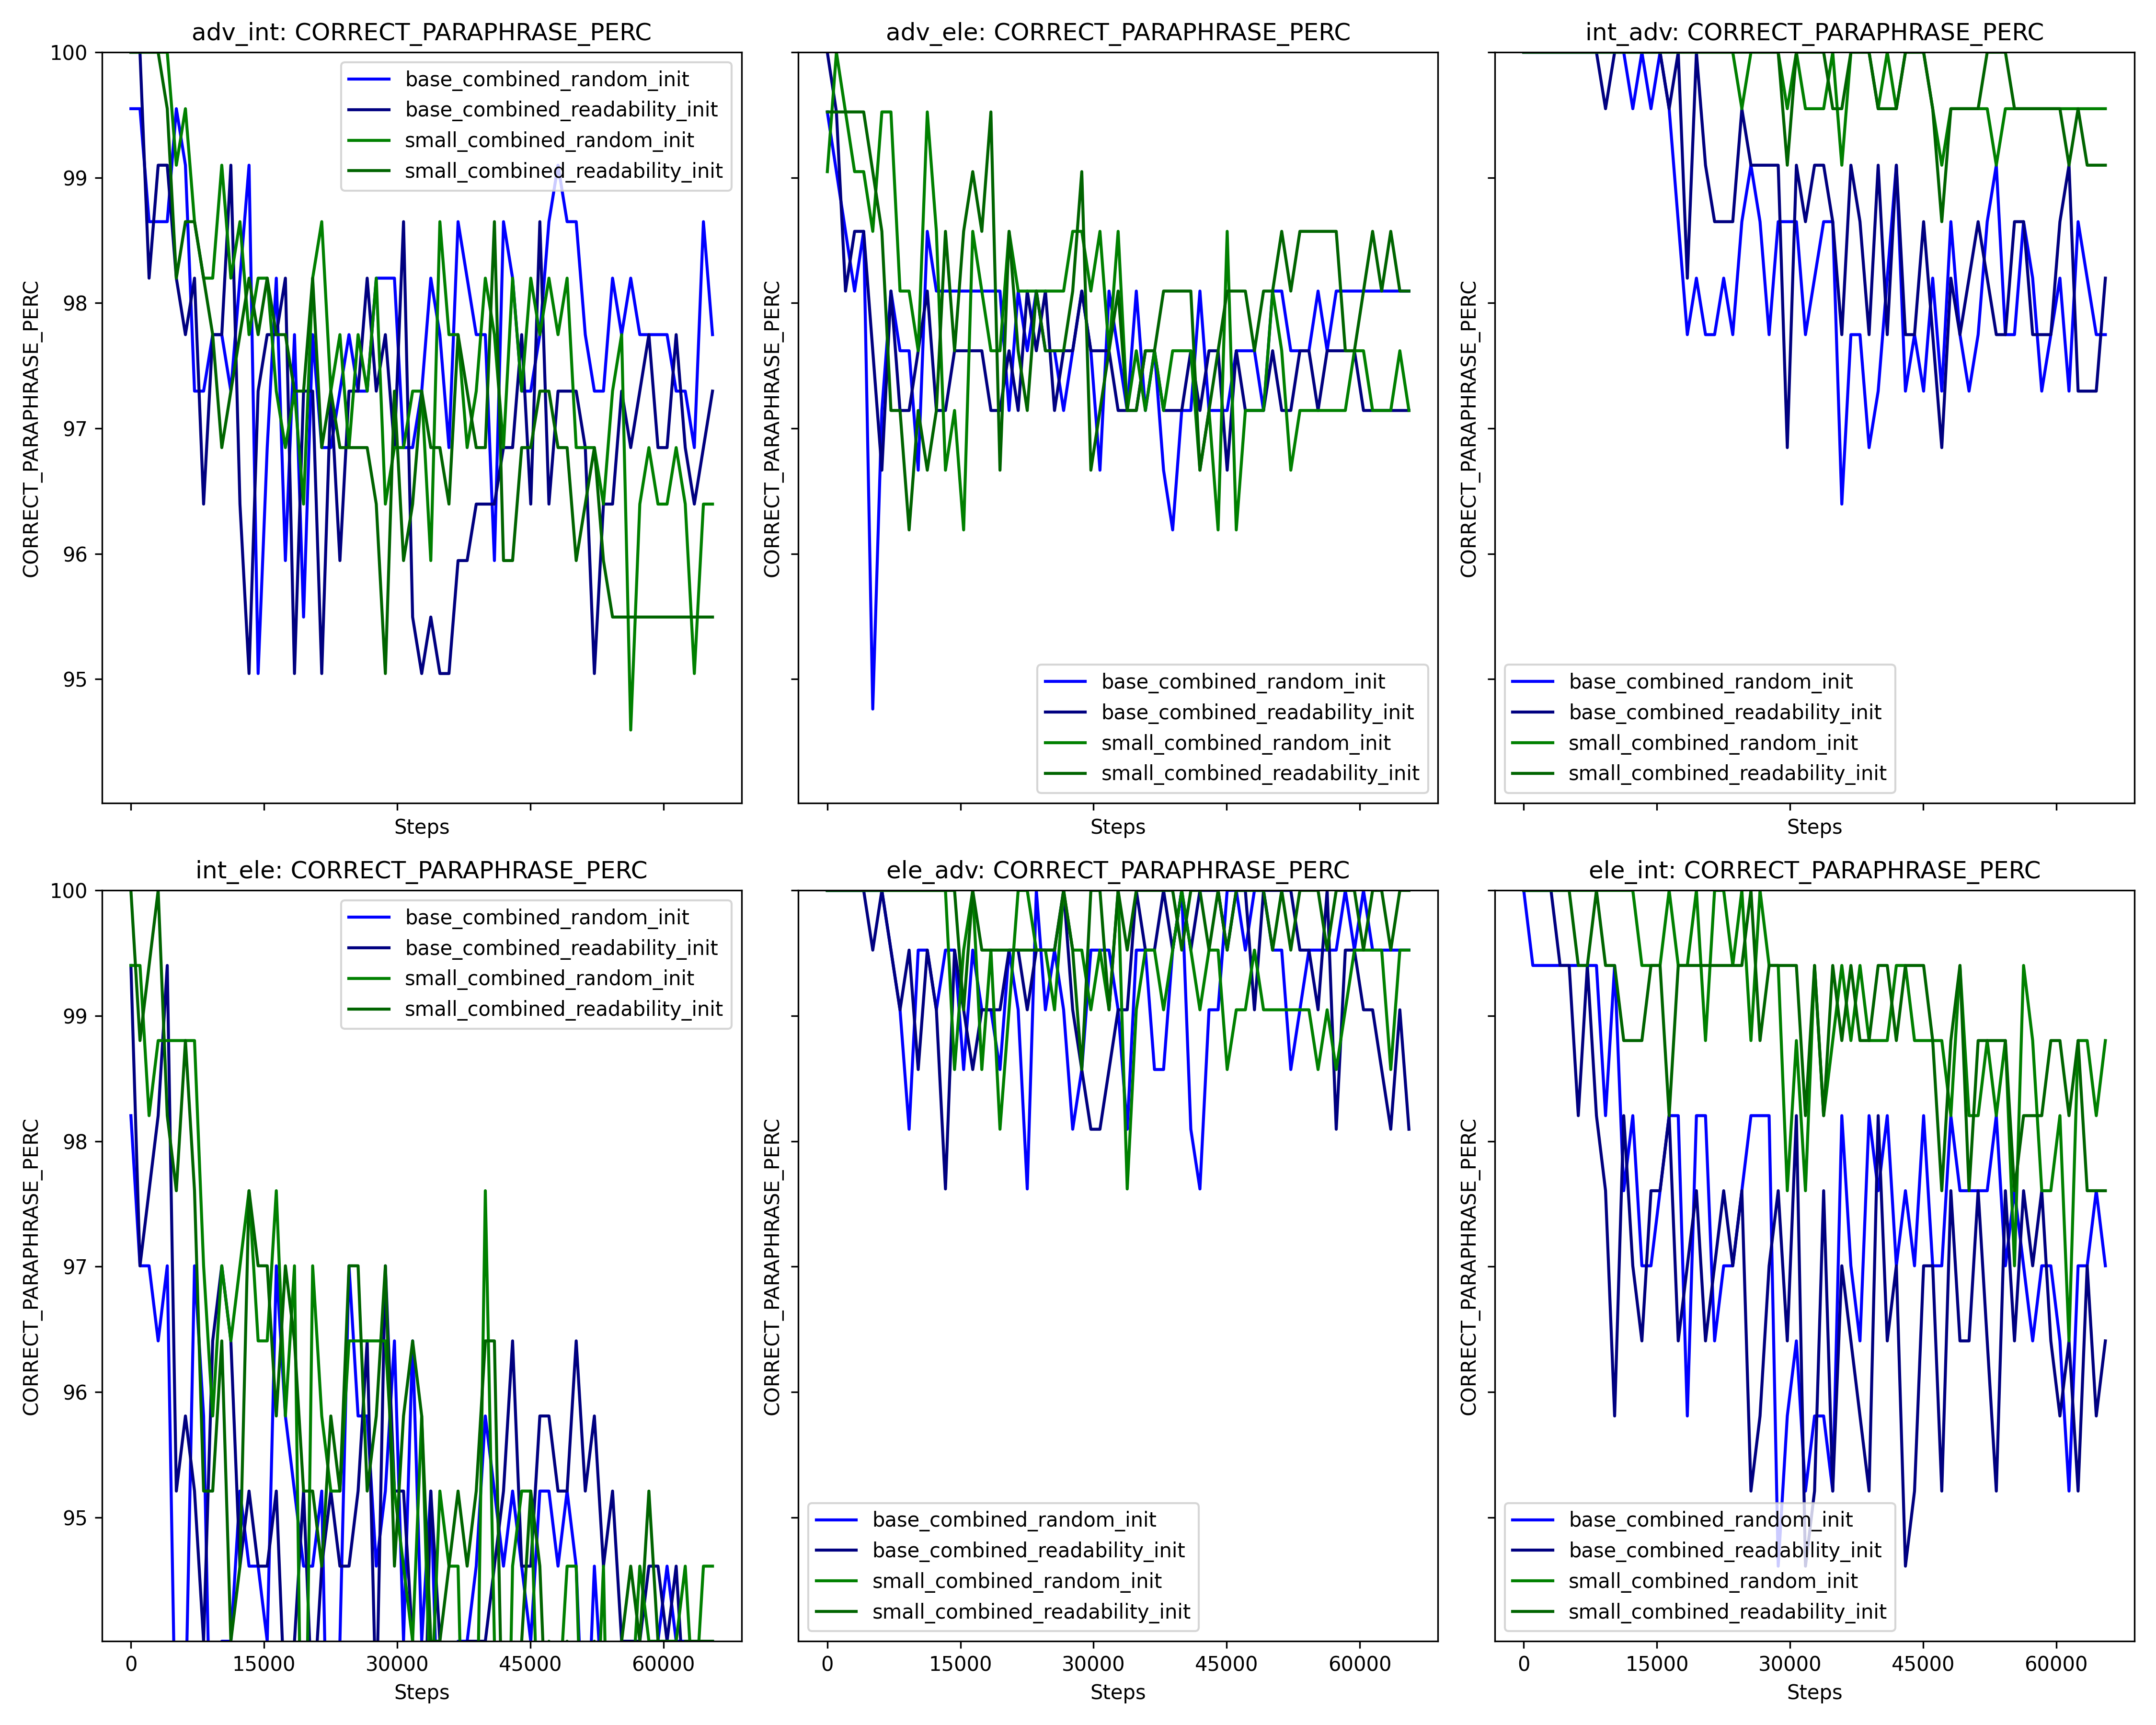 adv_int: CORRECT_PARAPHRASE_PERC
CORRECT_PARAPHRASE_PERC
100
99
98
97
96
95
base_combined_random_init
base_combined_readability_init
small_combined_random_init
small_combined_readability_init
Steps
adv_ele: CORRECT_PARAPHRASE_PERC
CORRECT_PARAPHRASE_PERC
base_combined_random_init
base_combined_readability_init
small_combined_random_init
small_combined_readability_init
Steps
int_adv: CORRECT_PARAPHRASE_PERC
CORRECT_PARAPHRASE_PERC
base_combined_random_init
base_combined_readability_init
small_combined_random_init
small_combined_readability_init
Steps
int_ele: CORRECT_PARAPHRASE_PERC
CORRECT_PARAPHRASE_PERC
100
99
98
97
96
95
base_combined_random_init
base_combined_readability_init
small_combined_random_init
small_combined_readability_init
0 15000 30000 45000 60000
Steps
ele_adv: CORRECT_PARAPHRASE_PERC
CORRECT_PARAPHRASE_PERC
base_combined_random_init
base_combined_readability_init
small_combined_random_init
small_combined_readability_init
0 15000 30000 45000 60000
Steps
ele_int: CORRECT_PARAPHRASE_PERC
CORRECT_PARAPHRASE_PERC
base_combined_random_init
base_combined_readability_init
small_combined_random_init
small_combined_readability_init
0 15000 30000 45000 60000
Steps